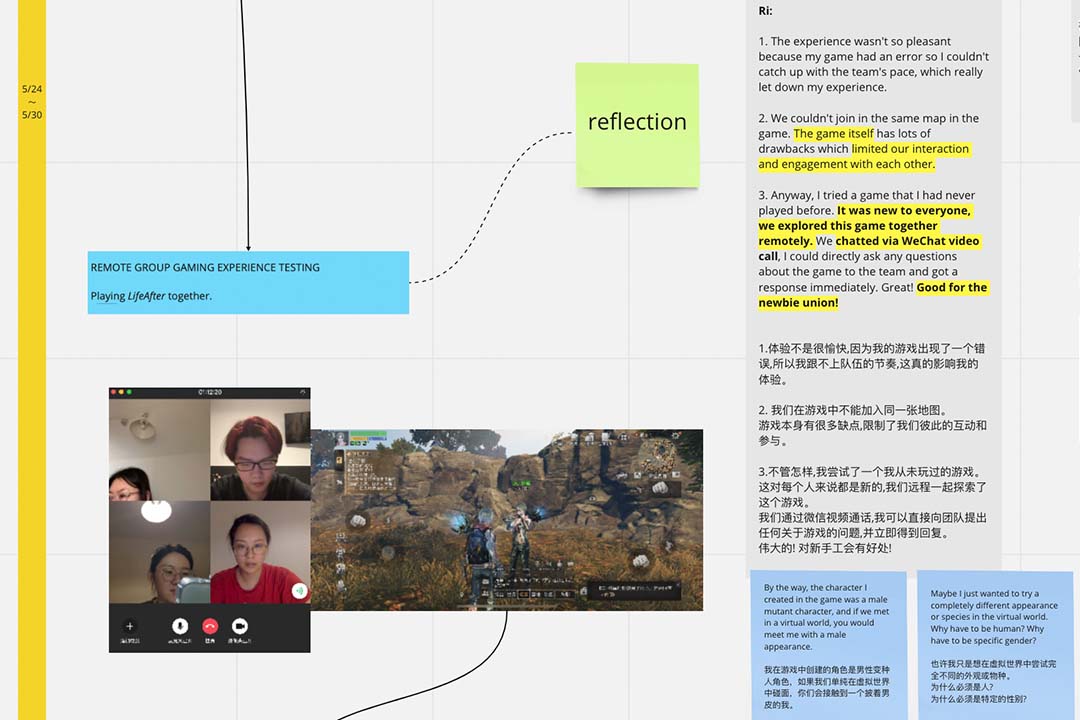 5/24
～
5/30
REMOTE GROUP GAMING EXPERIENCE TESTING
Playing LifeAfter together.
reflection
01:12:20
Ri:
1. The experience wasn't so pleasant
because my game had an error so I couldn't
catch up with the team's pace, which really
let down my experience.
2. We couldn't join in the same map in the
game. The game itself has lots of
drawbacks which limited our interaction
and engagement with each other.
3. Anyway, I tried a game that I had never
played before. It was new to everyone,
we explored this game together
remotely. We chatted via WeChat video
call, I could directly ask any questions
about the game to the team and got a
response immediately. Great! Good for the
newbie union!
1.体验不是很愉快,因为我的游戏出现了一个错
误,所以我跟不上队伍的节奏,这真的影响我的
体验。
2. 我们在游戏中不能加入同一张地图。
游戏本身有很多缺点,限制了我们彼此的互动和
参与。
3.不管怎样,我尝试了一个我从未玩过的游戏。
这对每个人来说都是新的,我们远程一起探索了
这个游戏。
我们通过微信视频通话,我可以直接向团队提出
任何关于游戏的问题,并立即得到回复。
伟大的! 对新手工会有好处!
By the way, the character I
created in the game was a male
mutant character, and if we met
in a virtual world, you would
meet me with a male
appearance.
我在游戏中创建的角色是男性变种
人角色，如果我们单纯在虚拟世界
中碰面，你们会接触到一个披着男
皮的我。
Maybe I just wanted to try a
completely different appearance
or species in the virtual world.
Why have to be human? Why
have to be specific gender?
也许我只是想在虚拟世界中尝试完
全不同的外观或物种。
为什么必须是人?
为什么必须是特定的性别?